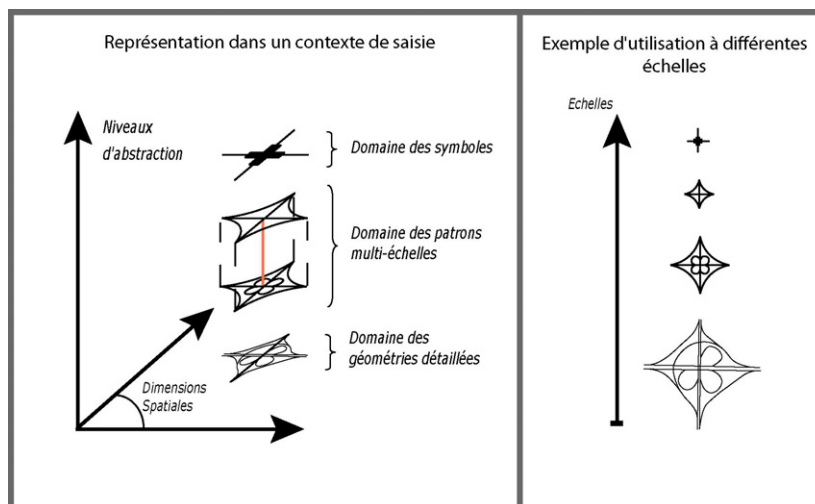 Représentation dans un contexte de saisie
Niveaux
d'abstraction
Domaine des symboles
Domaine des patrons
multi-échelles
Domaine des
géométries détaillées
Dimensions
Spatiales
Exemple d'utilisation à différentes
échelles
Echelles